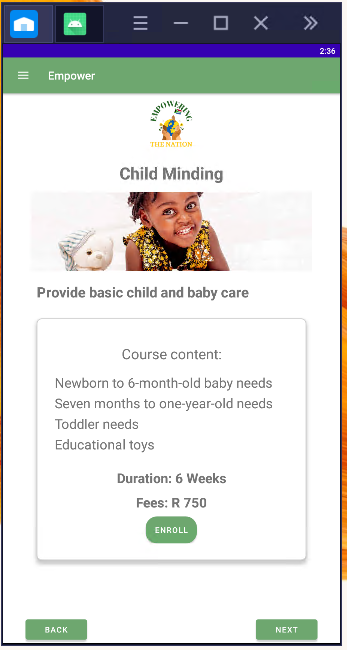 2:36
Empower
EMPOWERING
THE NATION
Child Minding
Provide basic child and baby care
Course content:
Newborn to 6-month-old baby needs
Seven months to one-year-old needs
Toddler needs
Educational toys
Duration: 6 Weeks
Fees: R 750
ENROLL
BACK
NEXT